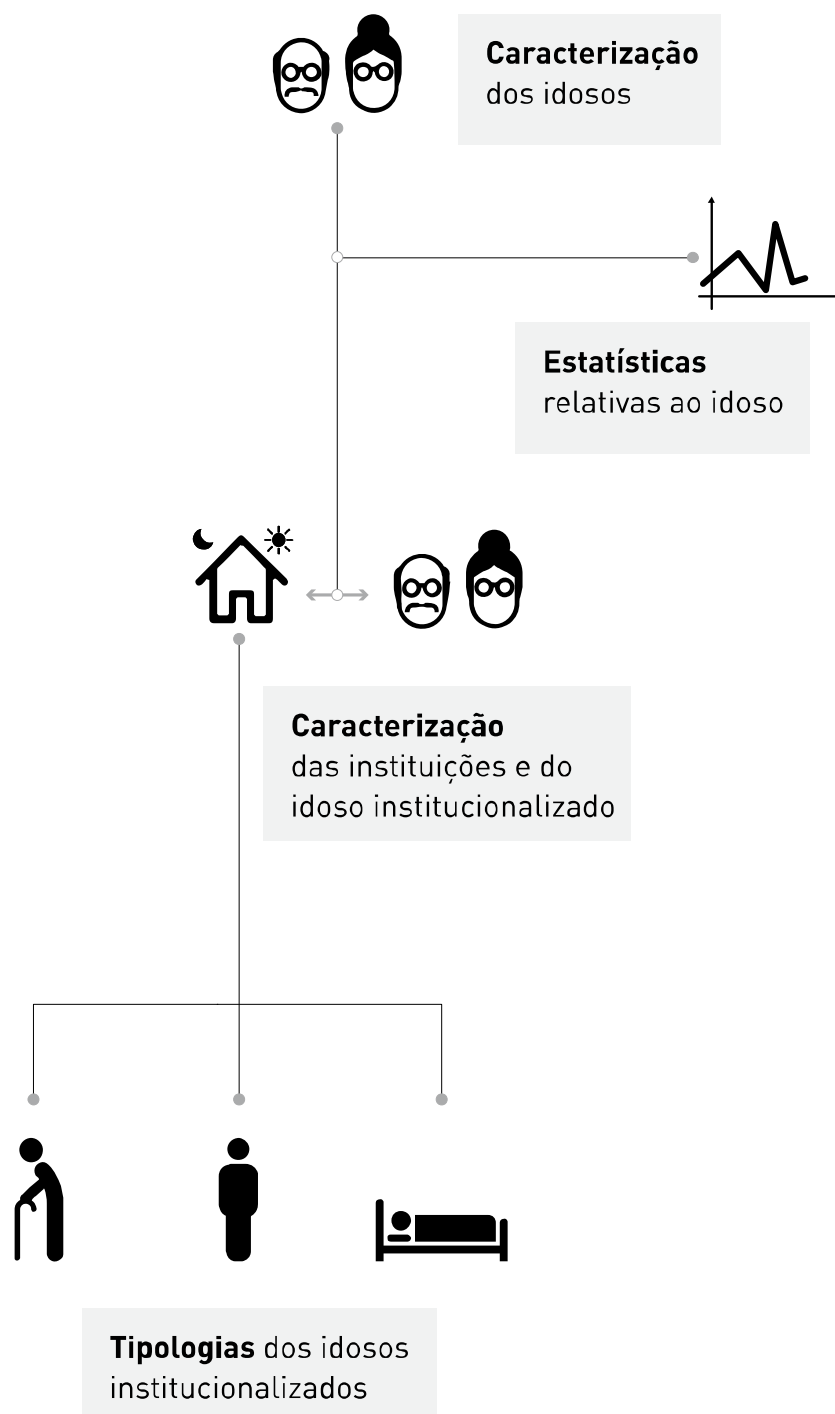 Caracterização
dos idosos
Estatísticas
relativas ao idoso
Caracterização
das instituições e do
idoso institucionalizado
Tipologias dos idosos
institucionalizados